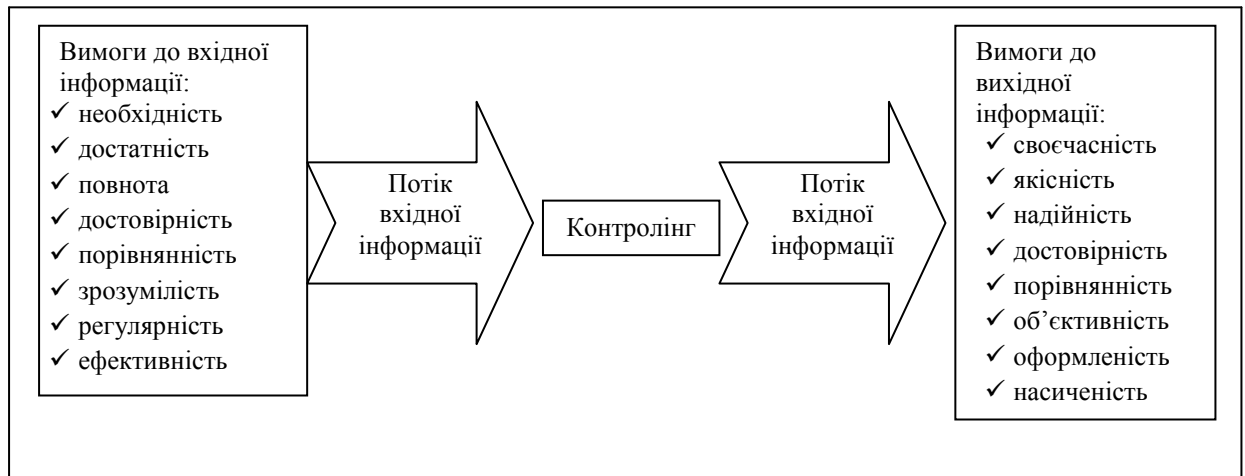 Вимоги до вхідної
інформації:
✓ необхідність
✓ достатність
✓ повнота
✓ достовірність
✓ порівнянність
✓ зрозумілість
✓ регулярність
✓ ефективність
Потік
вхідної
інформації
Контролінг
Потік
вхідної
інформації
Вимоги до
вихідної
інформації:
✓ своєчасність
✓ якісність
✓ надійність
✓ достовірність
✓ порівнянність
✓ об’єктивність
✓ оформленість
✓ насиченість